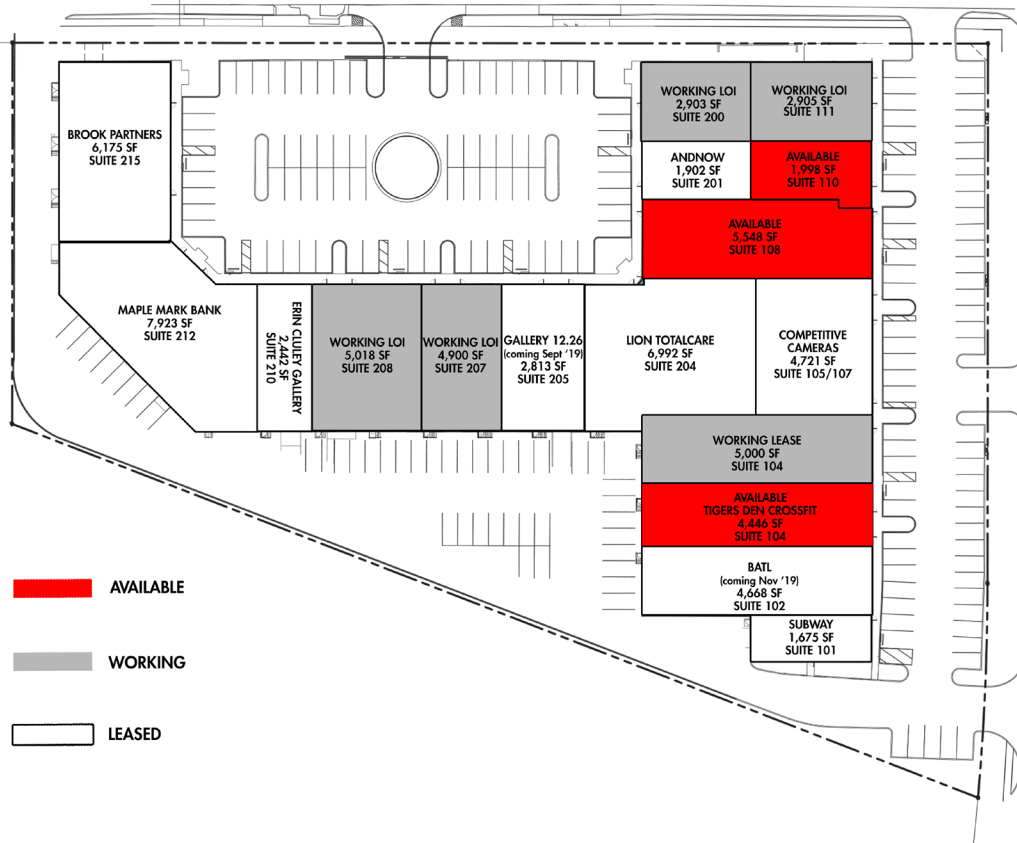 BROOK PARTNERS
6,175 SF
SUITE 215
WORKING LOI
2,903 SF
SUITE 200
WORKING LOI
2,905 SF
SUITE 111
ANDNOW
1,902 SF
SUITE 201
AVAILABLE
1,998 SF
SUITE 110
AVAILABLE
5,548 SF
SUITE 108
MAPLE MARK BANK
7,923 SF
SUITE 212
ERIN CLULEY GALLERY
2,442 SF
SUITE 210
WORKING LOI
5,018 SF
SUITE 208
WORKING LOI
4,900 SF
SUITE 207
GALLERY 12.26
(coming Sept '19)
2,813 SF
SUITE 205
LION TOTALCARE
6,992 SF
SUITE 204
COMPETITIVE
CAMERAS
4,721 SF
SUITE 105/107
WORKING LEASE
5,000 SF
SUITE 104
AVAILABLE
TIGERS DEN CROSSFIT
4,446 SF
SUITE 104
BATL
(coming Nov '19)
4,668 SF
SUITE 102
SUBWAY
1,675 SF
SUITE 101
AVAILABLE
WORKING
LEASED